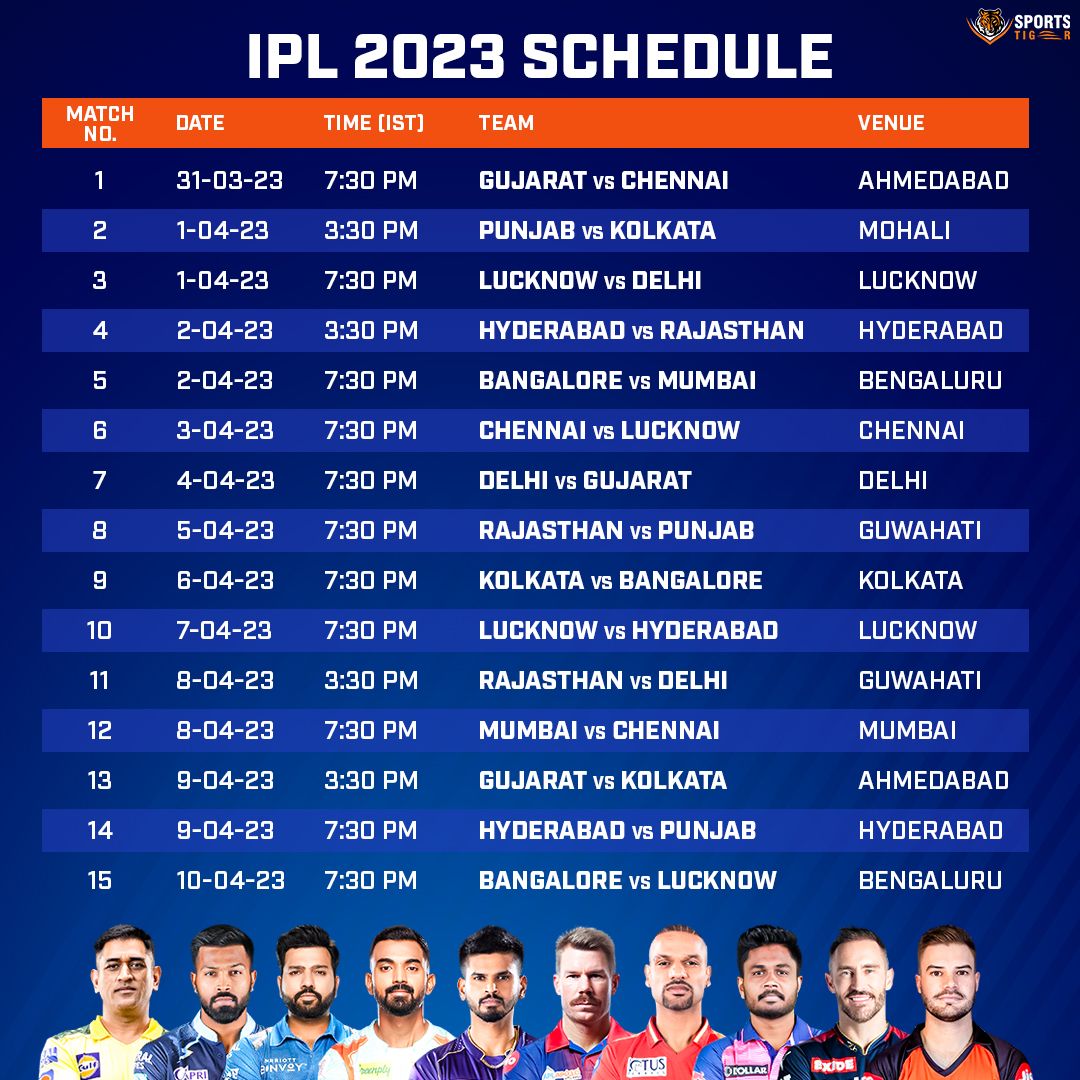 SPORTS
TIGER
IPL 2023 SCHEDULE
MATCH NO. DATE TIME (IST) TEAM VENUE
1 31-03-23 7:30 PM GUJARAT vs CHENNAI AHMEDABAD
2 1-04-23 3:30 PM PUNJAB vs KOLKATA MOHALI
3 1-04-23 7:30 PM LUCKNOW vs DELHI LUCKNOW
4 2-04-23 3:30 PM HYDERABAD vs RAJASTHAN HYDERABAD
5 2-04-23 7:30 PM BANGALORE vs MUMBAI BENGALURU
6 3-04-23 7:30 PM CHENNAI vs LUCKNOW CHENNAI
7 4-04-23 7:30 PM DELHI vs GUJARAT DELHI
8 5-04-23 7:30 PM RAJASTHAN vs PUNJAB GUWAHATI
9 6-04-23 7:30 PM KOLKATA vs BANGALORE KOLKATA
10 7-04-23 7:30 PM LUCKNOW vs HYDERABAD LUCKNOW
11 8-04-23 3:30 PM RAJASTHAN vs DELHI GUWAHATI
12 8-04-23 7:30 PM MUMBAI vs CHENNAI MUMBAI
13 9-04-23 3:30 PM GUJARAT vs KOLKATA AHMEDABAD
14 9-04-23 7:30 PM HYDERABAD vs PUNJAB HYDERABAD
15 10-04-23 7:30 PM BANGALORE vs LUCKNOW BENGALURU
Gulf
CAPRI
DOLLAR
EXIDE